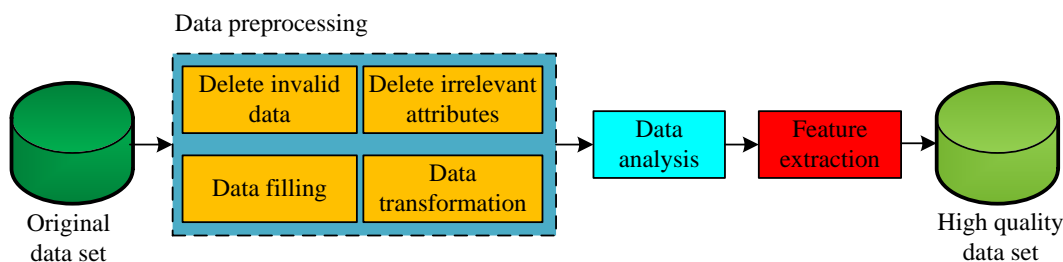 Data preprocessing
Delete invalid
data
Delete irrelevant
attributes
Data filling
Data
transformation
Data
analysis
Feature
extraction
Original
data set
High quality
data set